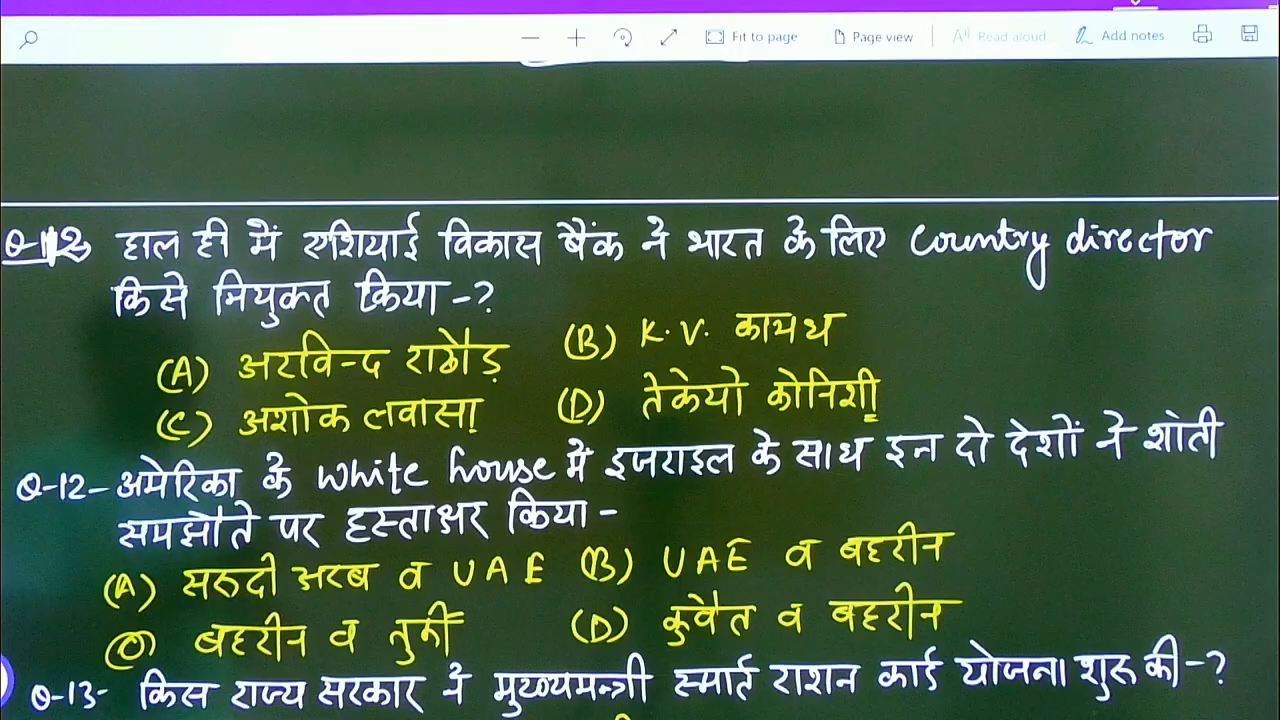 Fit to page Page view Read aloud Add notes
हाल ही में एशियाई विकास बैंक ने भारत के लिए Country director
किसे नियुक्त किया-?
(A) अरविन्द राठौड़ (B) K.V. कामथ
(C) अशोक लवासा (D) तेकेयो कोनिशी
Q-12- अमेरिका के White house में इजराइल के साथ इन दो देशों ने शांती
समझौते पर हस्ताक्षर किया-
(A) सऊदी अरब व UAE (B) UAE व बहरीन
(C) बहरीन व तुर्की (D) कुवैत व बहरीन
Q-13- किस राज्य सरकार ने मुख्यमन्त्री स्मार्ट राशन कार्ड योजना शुरू की-?